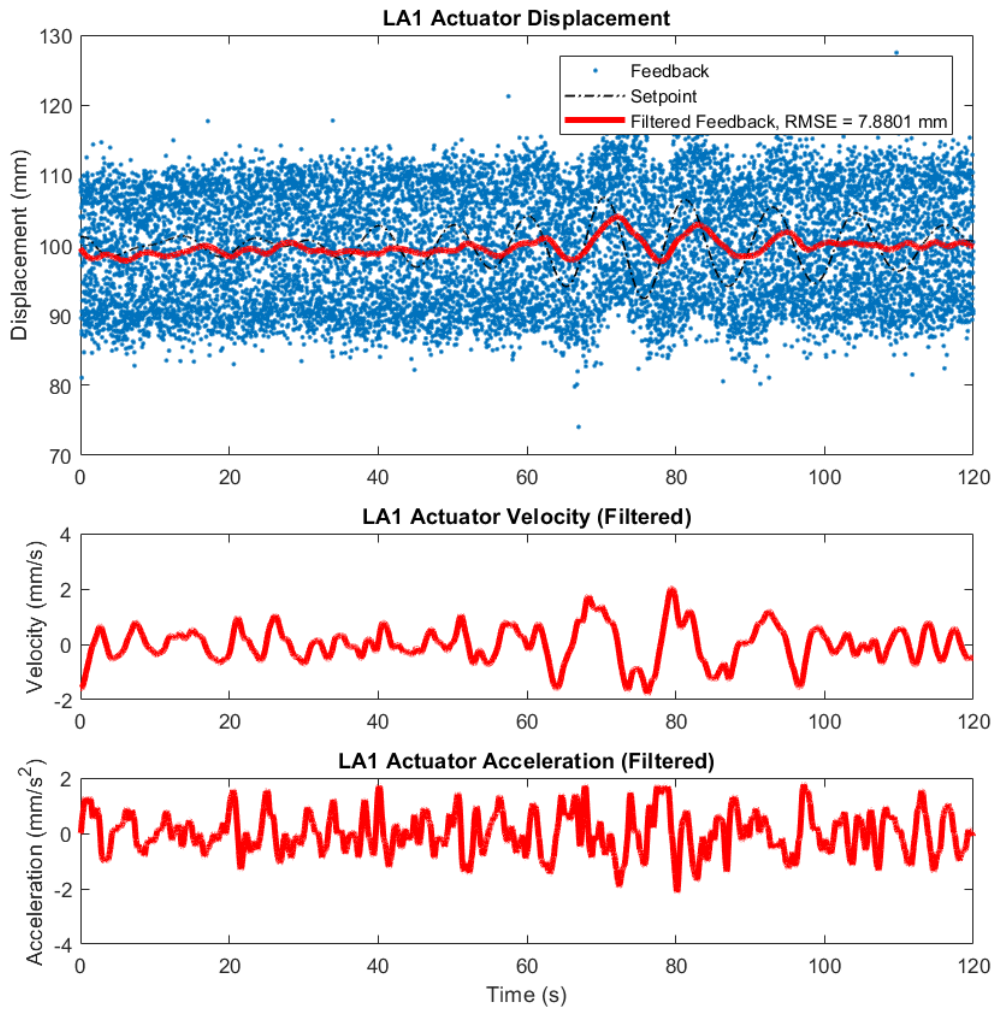 LA1 Actuator Displacement
130
120
110
100
90
80
70
Displacement (mm)
Feedback
Setpoint
Filtered Feedback, RMSE = 7.8801 mm
0 20 40 60 80 100 120
LA1 Actuator Velocity (Filtered)
4
2
0
-2
Velocity (mm/s)
0 20 40 60 80 100 120
LA1 Actuator Acceleration (Filtered)
2
0
-2
-4
Acceleration (mm/s²)
0 20 40 60 80 100 120
Time (s)